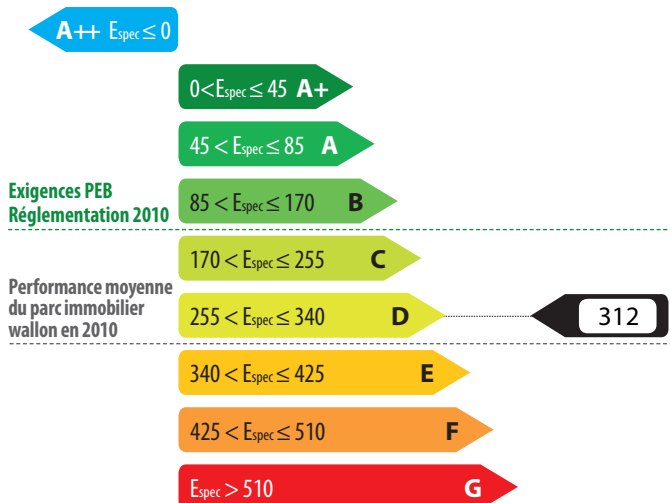 A++ Espec ≤ 0
0 < Espec ≤ 45 A+
45 < Espec ≤ 85 A
Exigences PEB
Réglementation 2010
85 < Espec ≤ 170 B
170 < Espec ≤ 255 C
Performance moyenne
du parc immobilier
wallon en 2010
255 < Espec ≤ 340 D
312
340 < Espec ≤ 425 E
425 < Espec ≤ 510 F
Espec > 510 G